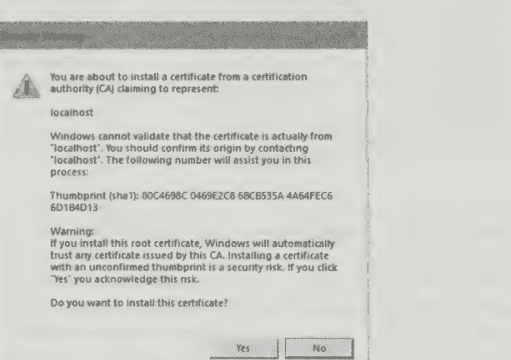 You are about to install a certificate from a certification
authority (CA) claiming to represent:
localhost
Windows cannot validate that the certificate is actually from
"localhost". You should confirm its origin by contacting
"localhost". The following number will assist you in this
process:
Thumbprint (sha1): 80C4698C 0469E2C8 68CB535A 4A64FEC6
6D1B4D13
Warning:
If you install this root certificate, Windows will automatically
trust any certificate issued by this CA. Installing a certificate
with an unconfirmed thumbprint is a security risk. If you click
"Yes" you acknowledge this risk.
Do you want to install this certificate?
Yes No